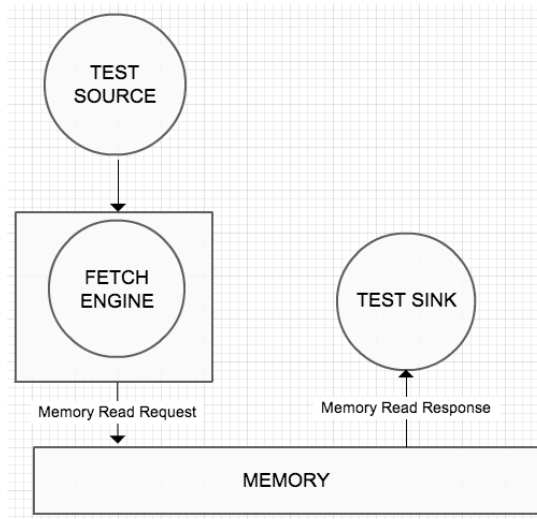 TEST
SOURCE
FETCH
ENGINE
TEST SINK
Memory Read Request
Memory Read Response
MEMORY